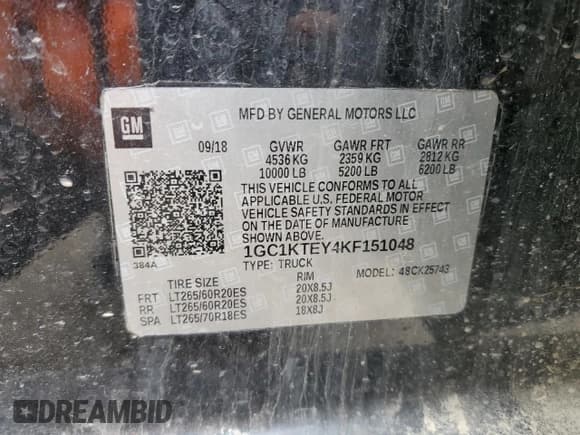 GM
MFD BY GENERAL MOTORS LLC
09/18 GVWR GAWR FRT GAWR RR
4536 KG 2359 KG 2812 KG
10000 LB 5200 LB 6200 LB
THIS VEHICLE CONFORMS TO ALL
APPLICABLE U.S. FEDERAL MOTOR
VEHICLE SAFETY STANDARDS IN EFFECT
ON THE DATE OF MANUFACTURE
SHOWN ABOVE.
384A
1GC1KTEY4KF151048
TYPE: TRUCK MODEL: 48CK25743
TIRE SIZE RIM
FRT LT265/60R20ES 20X8.5J
RR LT265/60R20ES 20X8.5J
SPA LT265/70R18ES 18X8J
DREAMBID